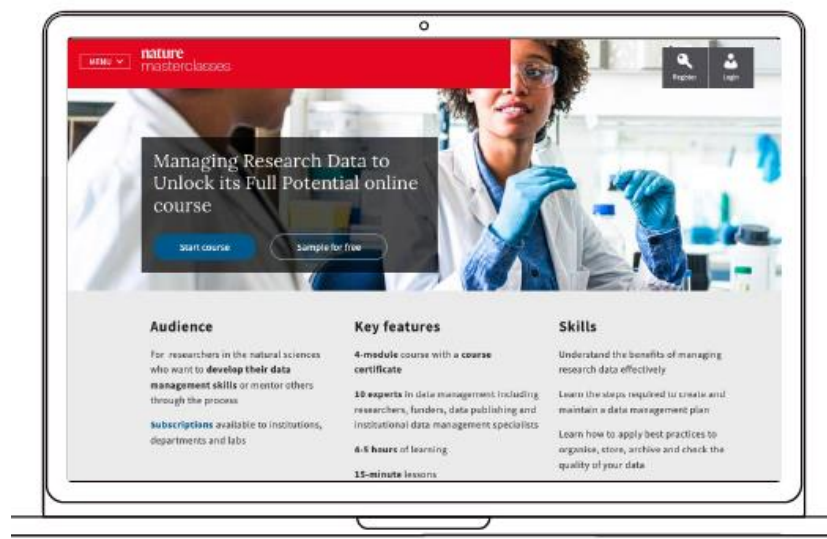 MENU
nature
masterclasses
Register
Login
Managing Research Data to
Unlock its Full Potential online
course
Start course
Sample for free
Audience
For researchers in the natural sciences
who want to develop their data
management skills or mentor others
through the process
Subscriptions available to institutions,
departments and labs
Key features
4-module course with a course
certificate
10 experts in data management including
researchers, funders, data publishing and
institutional data management specialists
4-5 hours of learning
15-minute lessons
Skills
Understand the benefits of managing
research data effectively
Learn the steps required to create and
maintain a data management plan
Learn how to apply best practices to
organise, store, archive and check the
quality of your data